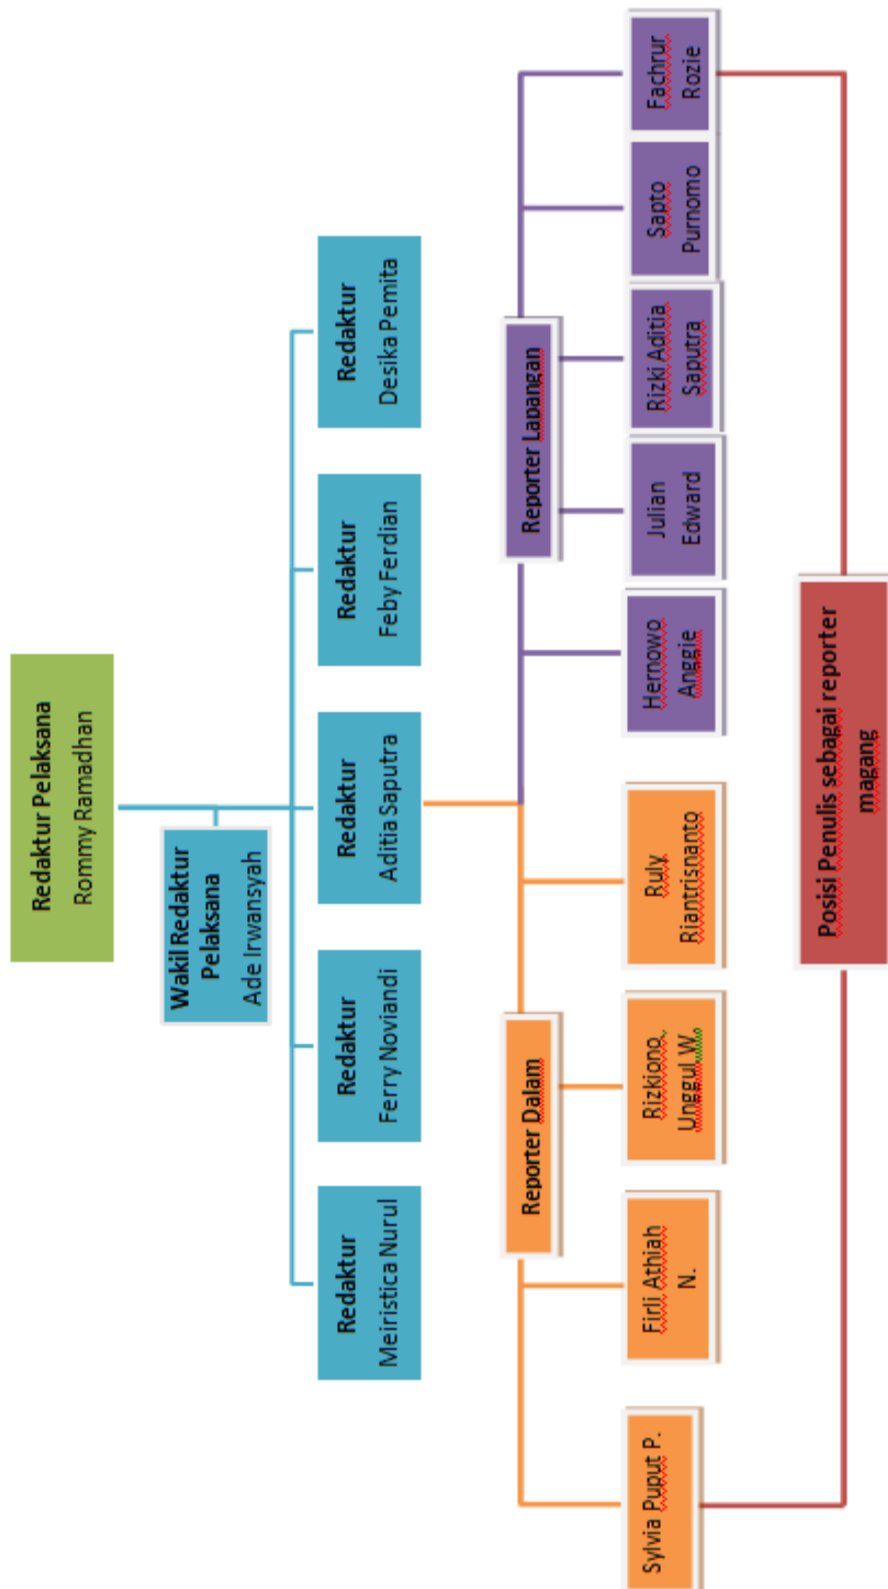 Redaktur Pelaksana
Rommy Ramadhan
Wakil Redaktur
Pelaksana
Ade Irwansyah
Redaktur
Meiristica Nurul
Redaktur
Ferry Noviandi
Redaktur
Aditia Saputra
Redaktur
Feby Ferdian
Redaktur
Desika Pemita
Reporter Dalam
Reporter Lapangan
Sylvia Puput P.
Firli Athiah
N.
Rizkiono
Unggul W.
Ruly
Riantrisnanto
Hernowo
Anggie
Julian
Edward
Rizki Aditia
Saputra
Sapto
Purnomo
Fachrur
Rozie
Posisi Penulis sebagai reporter
magang